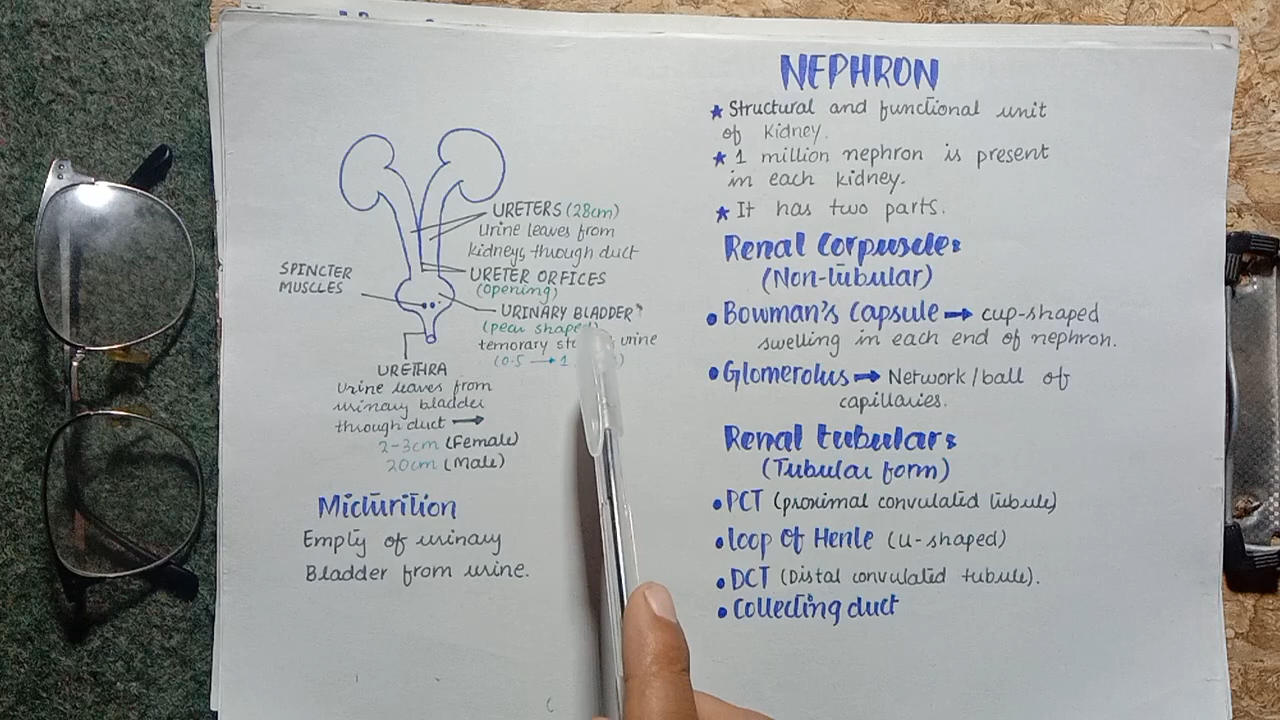 URETERS (28cm)
Urine leaves from
kidneys through duct
URETER ORFICES
(Opening)
SPINCTER
MUSCLES
URINARY BLADDER
(pear shaped)
temorary urine
(0.5 → 1
URETHRA
Urine leaves from
urinary bladder
through duct →
2-3cm (Female)
20cm (Male)
Micturition
Empty of urinary
Bladder from urine.
NEPHRON
★ Structural and functional unit
of kidney.
★ 1 million nephron is present
in each kidney.
★ It has two parts.
Renal Corpuscle:
(Non-tubular)
• Bowman's Capsule → cup-shaped
swelling in each end of nephron.
• Glomerolus → Network/ball of
capillaries.
Renal tubular:
(Tubular form)
• PCT (proximal convulated tubule)
• Loop Of Henle (U-shaped)
• DCT (Distal convulated tubule).
• Collecting duct